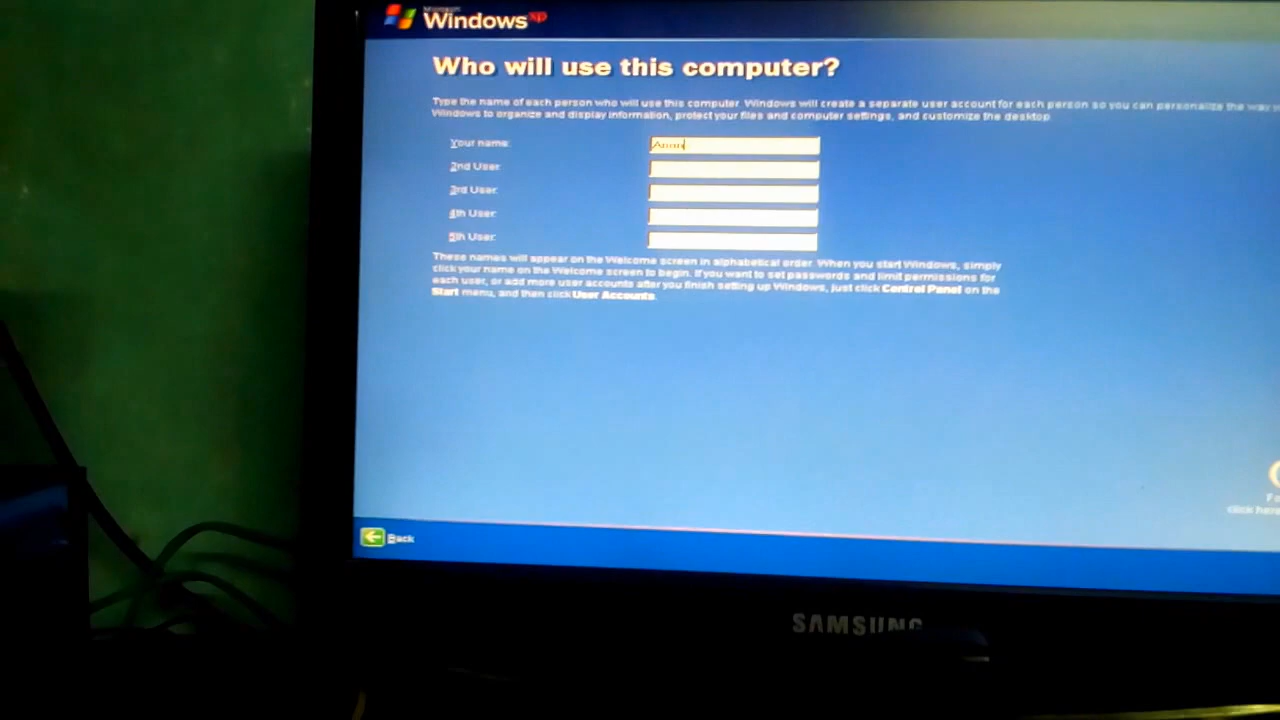 Microsoft
Windows xp
Who will use this computer?
Type the name of each person who will use this computer. Windows will create a separate user account for each person so you can personalize the way
Windows to organize and display information, protect your files and computer settings, and customize the desktop.
Your name:
Anon
2nd User:
3rd User:
4th User:
5th User:
These names will appear on the Welcome screen in alphabetical order. When you start Windows, simply
click your name on the Welcome screen to begin. If you want to set passwords and limit permissions for
each user, or add more user accounts after you finish setting up Windows, just click Control Panel on the
Start menu, and then click User Accounts.
click here
Back
SAMSUNG